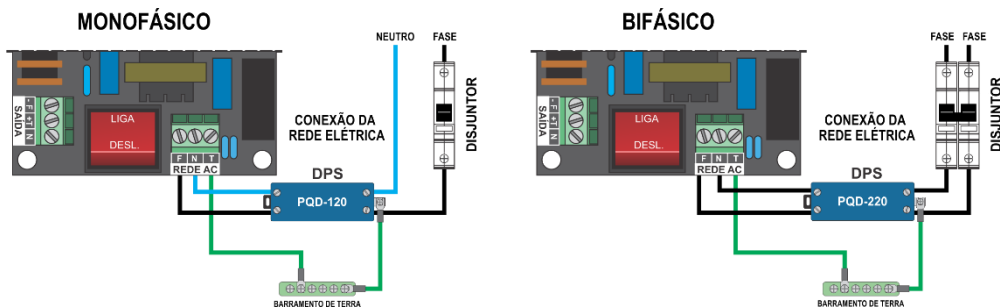 MONOFÁSICO
NEUTRO
FASE
SAÍDA
- F
+T
N
LIGA
DESL.
CONEXÃO DA
REDE ELÉTRICA
DISJUNTOR
F N T
REDE AC
DPS
PQD-120
BARRAMENTO DE TERRA
BIFÁSICO
FASE FASE
SAÍDA
- F
+T
N
LIGA
DESL.
CONEXÃO DA
REDE ELÉTRICA
DISJUNTOR
F N T
REDE AC
DPS
PQD-220
BARRAMENTO DE TERRA